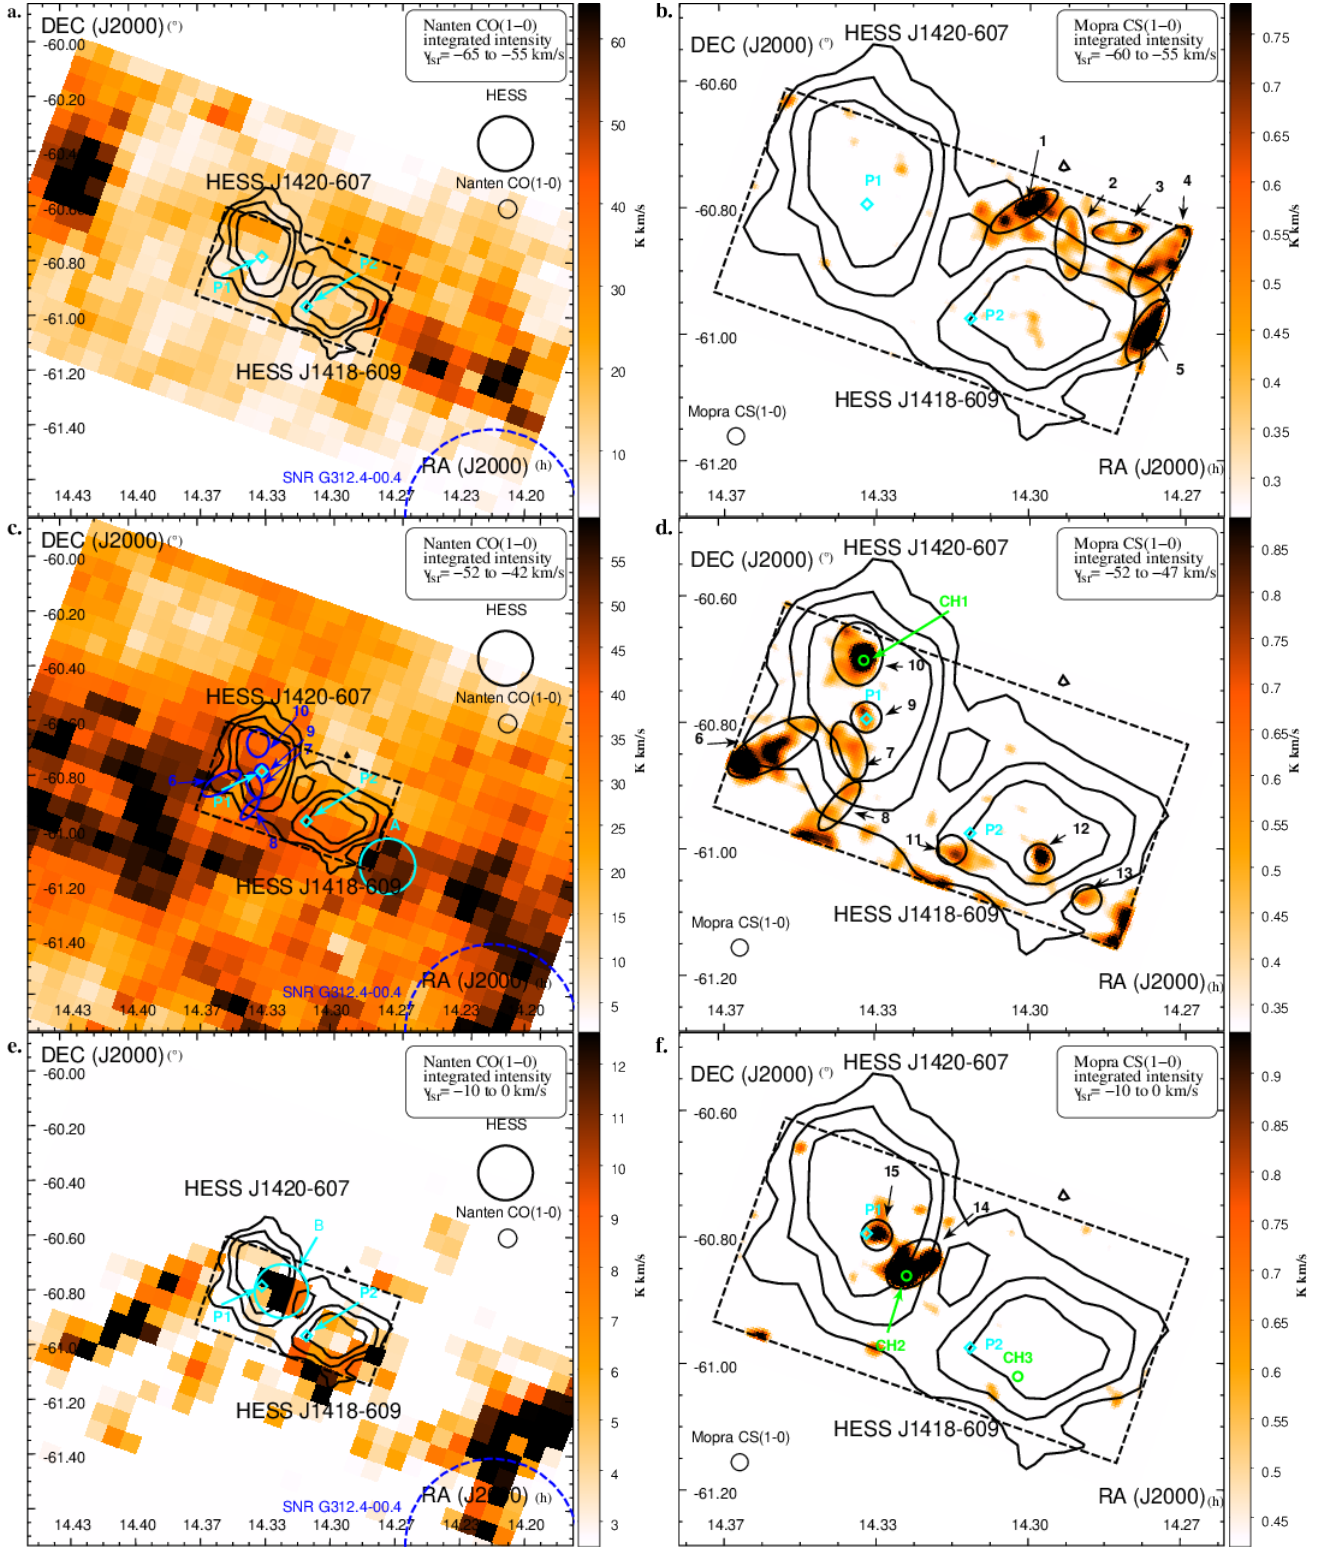 a.
DEC (J2000) (°)
Nanten CO(1−0)
integrated intensity
vlsr= −65 to −55 km/s
HESS
Nanten CO(1-0)
HESS J1420-607
P1
P2
HESS J1418-609
SNR G312.4-00.4
RA (J2000) (h)
-60.00
-60.20
-60.40
-60.60
-60.80
-61.00
-61.20
-61.40
14.43 14.40 14.37 14.33 14.30 14.27 14.23 14.20
60
50
40
30
20
10
K km/s
b.
DEC (J2000) (°)
HESS J1420-607
Mopra CS(1−0)
integrated intensity
vlsr= −60 to −55 km/s
-60.60
-60.80
-61.00
-61.20
P1
P2
1
2
3
4
5
HESS J1418-609
Mopra CS(1-0)
RA (J2000) (h)
14.37 14.33 14.30 14.27
0.75
0.7
0.65
0.6
0.55
0.5
0.45
0.4
0.35
0.3
K km/s
c.
DEC (J2000) (°)
Nanten CO(1−0)
integrated intensity
vlsr= −52 to −42 km/s
HESS
Nanten CO(1-0)
HESS J1420-607
10
9
7
6
8
P1
P2
A
HESS J1418-609
SNR G312.4-00.4
RA (J2000) (h)
-60.00
-60.20
-60.40
-60.60
-60.80
-61.00
-61.20
-61.40
14.43 14.40 14.37 14.33 14.30 14.27 14.23 14.20
55
50
45
40
35
30
25
20
15
10
5
K km/s
d.
DEC (J2000) (°)
HESS J1420-607
Mopra CS(1−0)
integrated intensity
vlsr= −52 to −47 km/s
-60.60
-60.80
-61.00
-61.20
CH1
10
P1
9
6
7
8
P2
11
12
13
HESS J1418-609
Mopra CS(1-0)
RA (J2000) (h)
14.37 14.33 14.30 14.27
0.85
0.8
0.75
0.7
0.65
0.6
0.55
0.5
0.45
0.4
0.35
K km/s
e.
DEC (J2000) (°)
Nanten CO(1−0)
integrated intensity
vlsr= −10 to 0 km/s
HESS
Nanten CO(1-0)
HESS J1420-607
B
P1
P2
HESS J1418-609
SNR G312.4-00.4
RA (J2000) (h)
-60.00
-60.20
-60.40
-60.60
-60.80
-61.00
-61.20
-61.40
14.43 14.40 14.37 14.33 14.30 14.27 14.23 14.20
12
11
10
9
8
7
6
5
4
3
K km/s
f.
DEC (J2000) (°)
HESS J1420-607
Mopra CS(1−0)
integrated intensity
vlsr= −10 to 0 km/s
-60.60
-60.80
-61.00
-61.20
15
P1
14
CH2
P2
CH3
HESS J1418-609
Mopra CS(1-0)
RA (J2000) (h)
14.37 14.33 14.30 14.27
0.9
0.85
0.8
0.75
0.7
0.65
0.6
0.55
0.5
0.45
K km/s